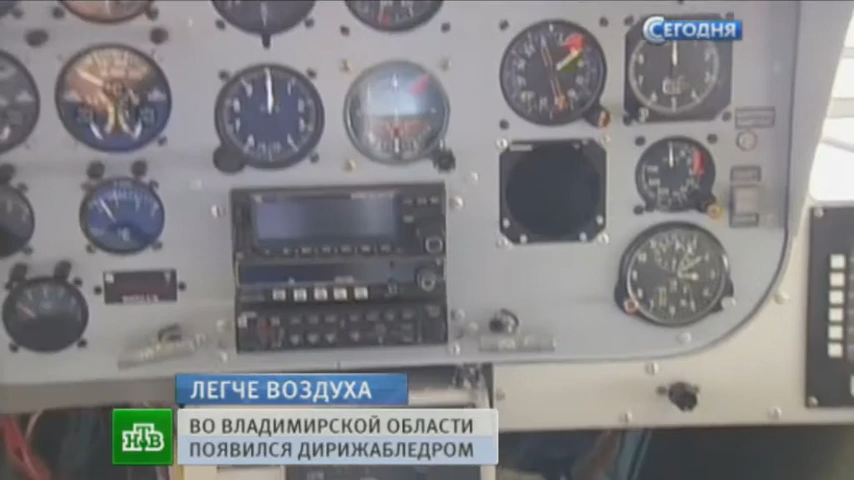 СЕГОДНЯ
ЛЕГЧЕ ВОЗДУХА
НТВ
ВО ВЛАДИМИРСКОЙ ОБЛАСТИ
ПОЯВИЛСЯ ДИРИЖАБЛЕДРОМ